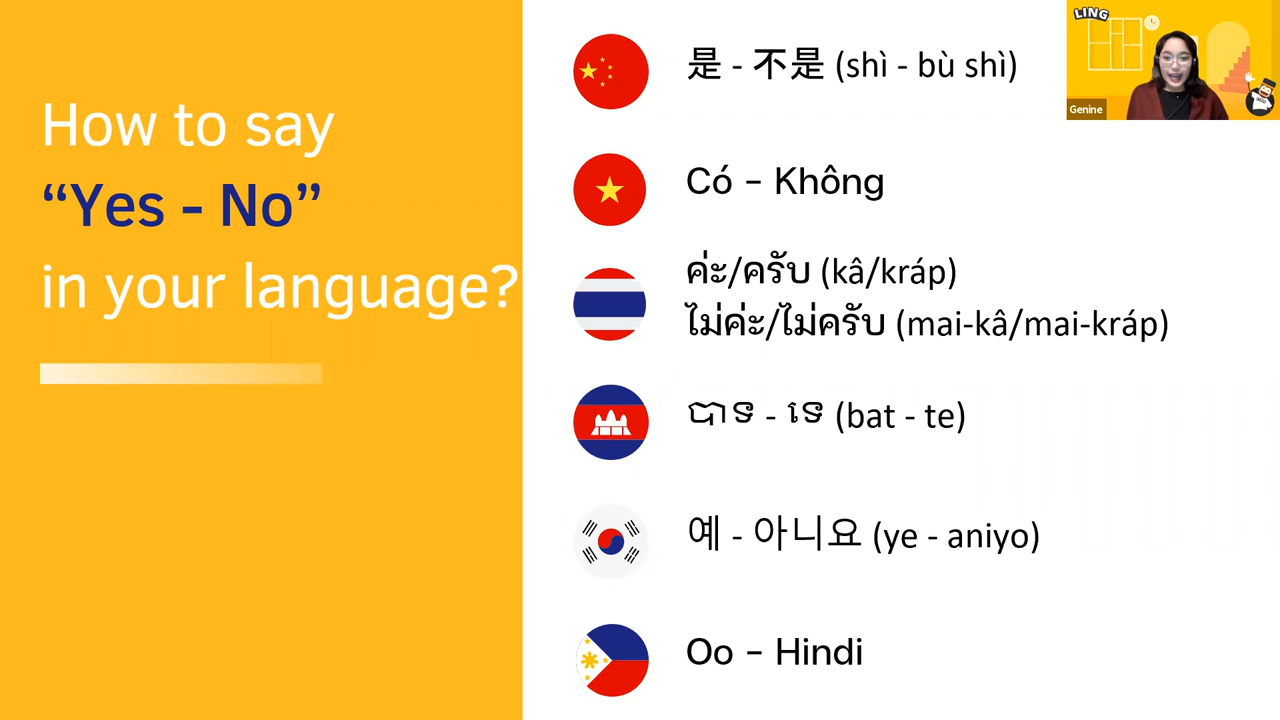 How to say
“Yes - No”
in your language?
是 - 不是 (shì - bù shì)
Có – Không
ค่ะ/ครับ (kâ/kráp)
ไม่ค่ะ/ไม่ครับ (mai-kâ/mai-kráp)
បាទ - ទេ (bat - te)
예 - 아니요 (ye - aniyo)
Oo – Hindi
LING
Genine